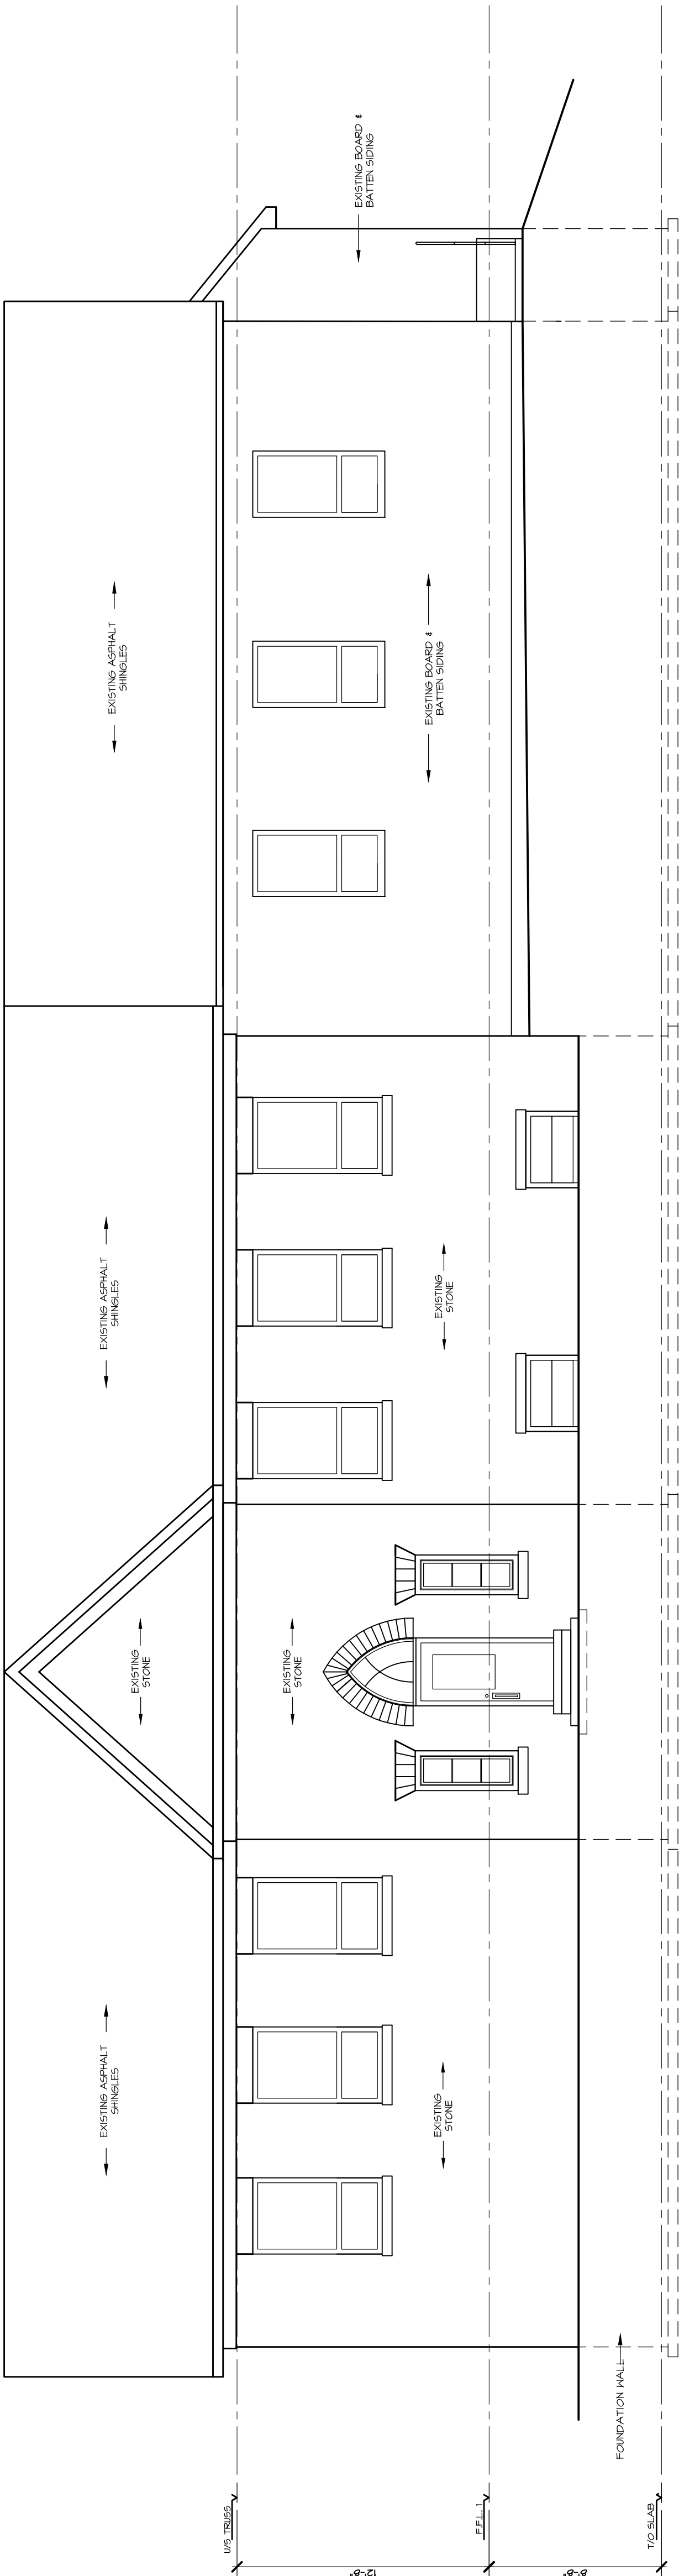 EXISTING ASPHALT
SHINGLES
EXISTING
STONE
EXISTING ASPHALT
SHINGLES
EXISTING ASPHALT
SHINGLES
EXISTING
STONE
EXISTING
STONE
EXISTING
STONE
EXISTING BOARD &
BATTEN SIDING
EXISTING BOARD &
BATTEN SIDING
U/S TRUSS
12'-8"
F.F.L. 1
8'-8"
T/O SLAB
FOUNDATION WALL